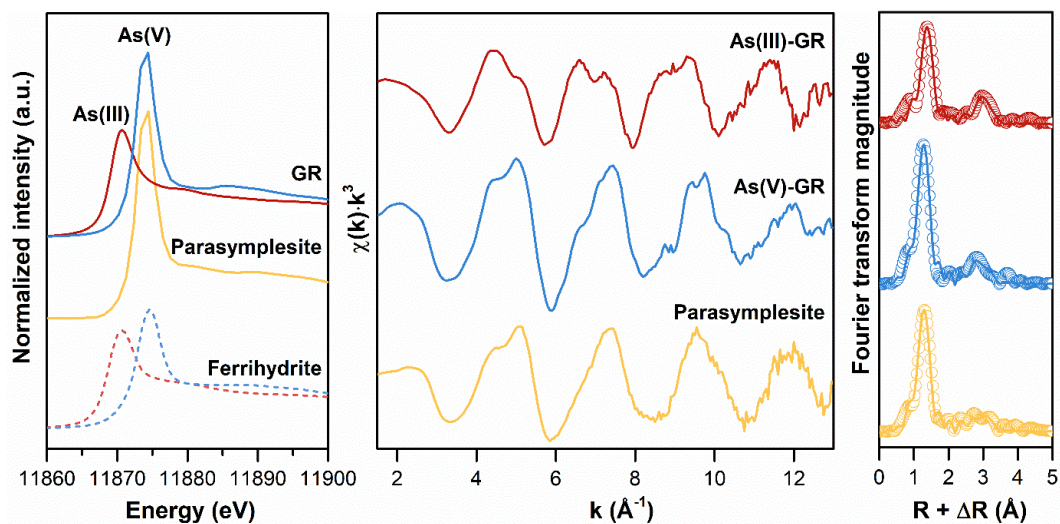 Normalized intensity (a.u.)
As(V)
As(III)
GR
Parasymplesite
Ferrihydrite
11860 11870 11880 11890 11900
Energy (eV)
χ(k)·k³
As(III)-GR
As(V)-GR
Parasymplesite
2 4 6 8 10 12
k (Å⁻¹)
Fourier transform magnitude
0 1 2 3 4 5
R + ΔR (Å)